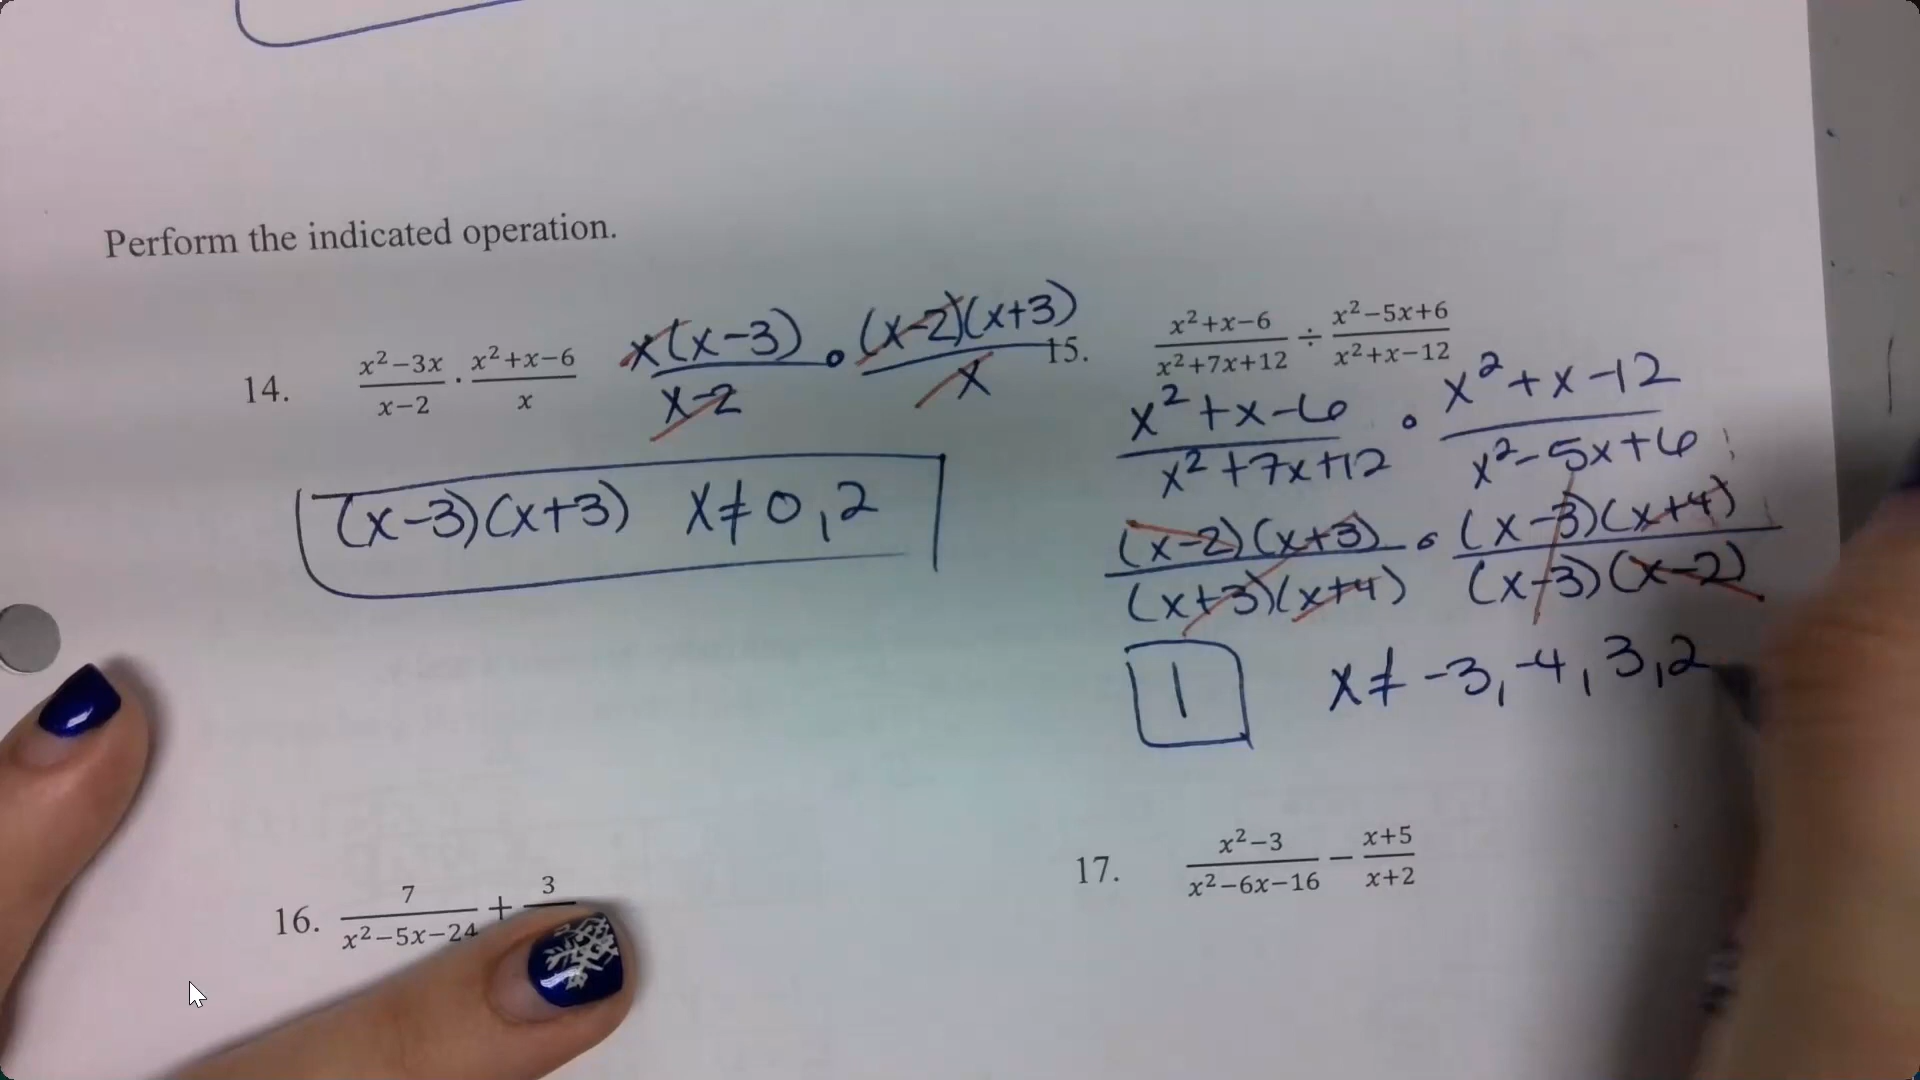 Perform the indicated operation.
14. (x²−3x)/(x−2) · (x²+x−6)/x
x(x-3)/(x-2) • (x-2)(x+3)/x
(x-3)(x+3) x≠0,2
15. (x²+x−6)/(x²+7x+12) ÷ (x²−5x+6)/(x²+x−12)
(x²+x-6)/(x²+7x+12) • (x²+x-12)/(x²-5x+6)
(x-2)(x+3)/(x+3)(x+4) • (x-3)(x+4)/(x-3)(x-2)
1 x≠-3,-4,3,2
16. 7/(x²−5x−24) + 3/
17. (x²−3)/(x²−6x−16) − (x+5)/(x+2)